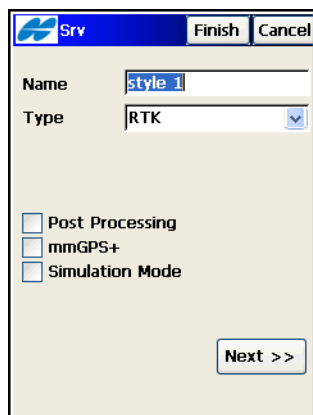 Srv Finish Cancel
Name style 1
Type RTK
Post Processing
mmGPS+
Simulation Mode
Next >>